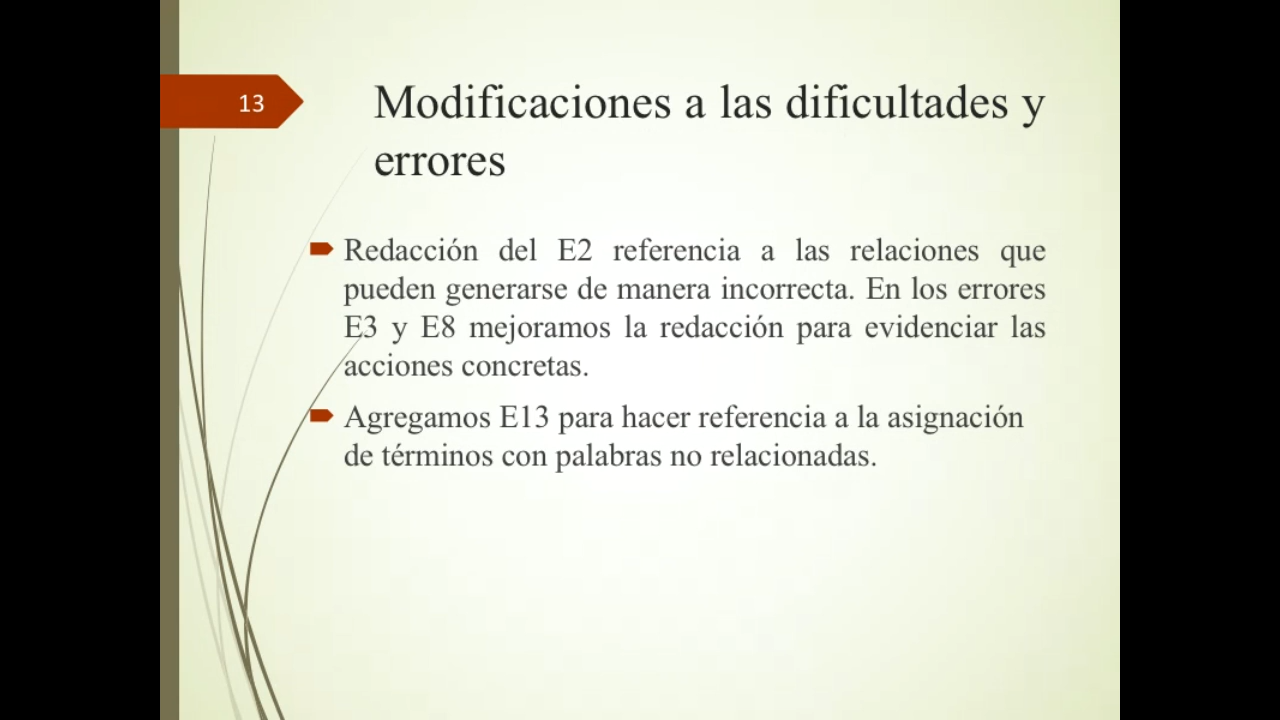 13
Modificaciones a las dificultades y
errores
Redacción del E2 referencia a las relaciones que
pueden generarse de manera incorrecta. En los errores
E3 y E8 mejoramos la redacción para evidenciar las
acciones concretas.
Agregamos E13 para hacer referencia a la asignación
de términos con palabras no relacionadas.